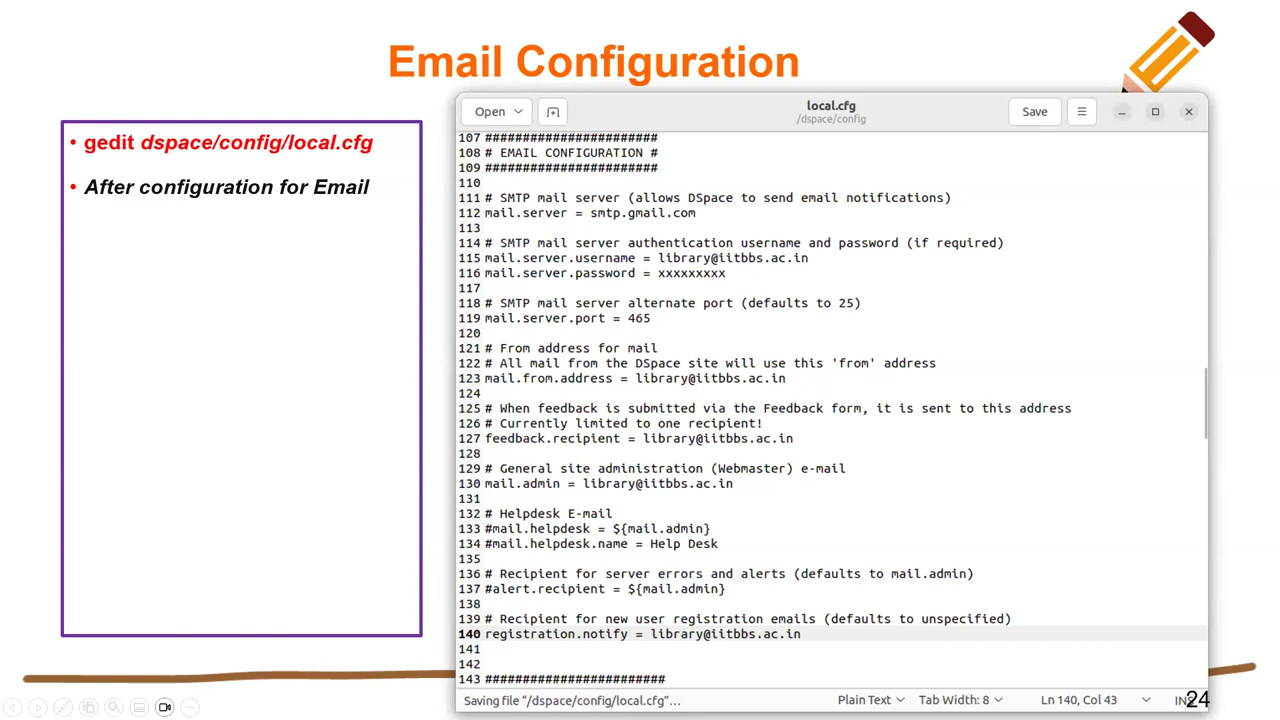 Email Configuration
• gedit dspace/config/local.cfg
• After configuration for Email
Open
local.cfg
/dspace/config
Save
107 #######################
108 # EMAIL CONFIGURATION #
109 #######################
110
111 # SMTP mail server (allows DSpace to send email notifications)
112 mail.server = smtp.gmail.com
113
114 # SMTP mail server authentication username and password (if required)
115 mail.server.username = library@iitbbs.ac.in
116 mail.server.password = xxxxxxxxx
117
118 # SMTP mail server alternate port (defaults to 25)
119 mail.server.port = 465
120
121 # From address for mail
122 # All mail from the DSpace site will use this 'from' address
123 mail.from.address = library@iitbbs.ac.in
124
125 # When feedback is submitted via the Feedback form, it is sent to this address
126 # Currently limited to one recipient!
127 feedback.recipient = library@iitbbs.ac.in
128
129 # General site administration (Webmaster) e-mail
130 mail.admin = library@iitbbs.ac.in
131
132 # Helpdesk E-mail
133 #mail.helpdesk = ${mail.admin}
134 #mail.helpdesk.name = Help Desk
135
136 # Recipient for server errors and alerts (defaults to mail.admin)
137 #alert.recipient = ${mail.admin}
138
139 # Recipient for new user registration emails (defaults to unspecified)
140 registration.notify = library@iitbbs.ac.in
141
142
143 ########################
Saving file “/dspace/config/local.cfg”…
Plain Text
Tab Width: 8
Ln 140, Col 43
24